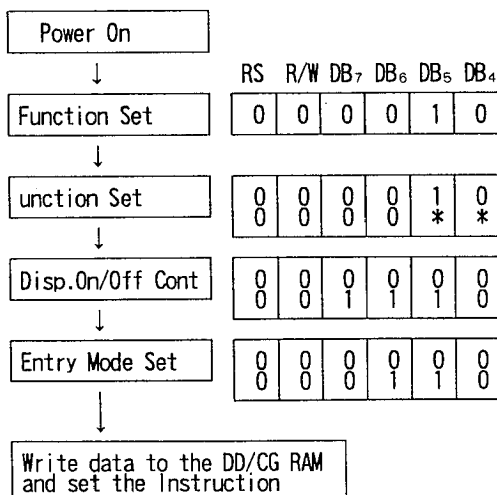 Power On
↓
RS R/W DB₇ DB₆ DB₅ DB₄
Function Set
0 0 0 0 1 0
↓
unction Set
0 0 0 0 1 0
0 0 0 0 * *
↓
Disp.On/Off Cont
0 0 0 0 0 0
0 0 1 1 1 0
↓
Entry Mode Set
0 0 0 0 0 0
0 0 0 1 1 0
↓
Write data to the DD/CG RAM
and set the Instruction